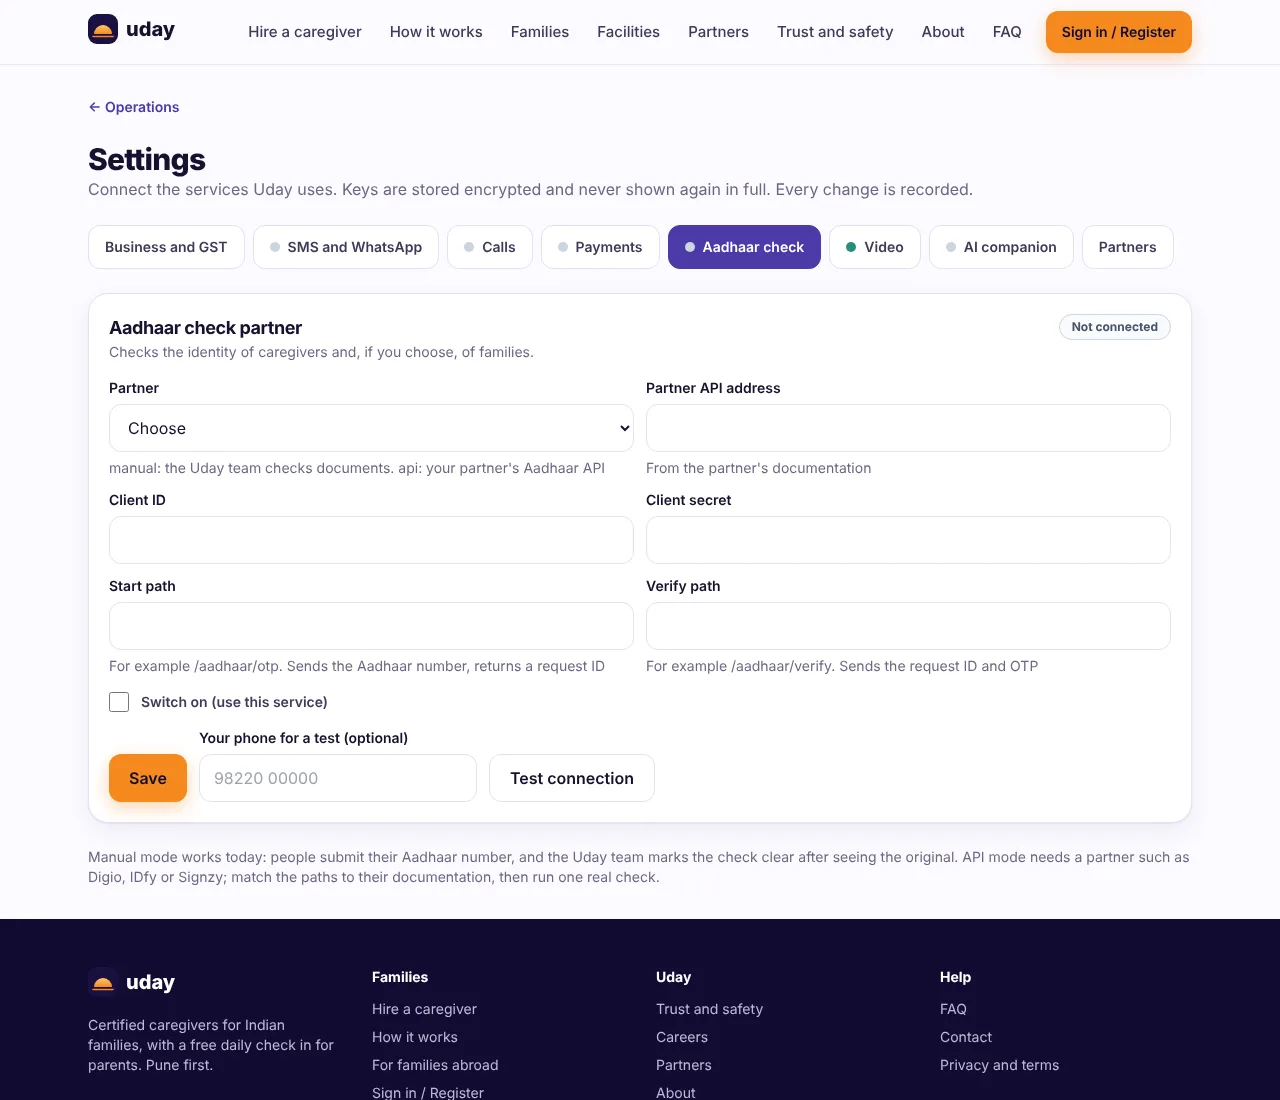 uday
Hire a caregiver
How it works
Families
Facilities
Partners
Trust and safety
About
FAQ
Sign in / Register
← Operations
Settings
Connect the services Uday uses. Keys are stored encrypted and never shown again in full. Every change is recorded.
Business and GST
SMS and WhatsApp
Calls
Payments
Aadhaar check
Video
AI companion
Partners
Aadhaar check partner
Not connected
Checks the identity of caregivers and, if you choose, of families.
Partner
Partner API address
Choose
manual: the Uday team checks documents. api: your partner's Aadhaar API
From the partner's documentation
Client ID
Client secret
Start path
Verify path
For example /aadhaar/otp. Sends the Aadhaar number, returns a request ID
For example /aadhaar/verify. Sends the request ID and OTP
Switch on (use this service)
Your phone for a test (optional)
Save
98220 00000
Test connection
Manual mode works today: people submit their Aadhaar number, and the Uday team marks the check clear after seeing the original. API mode needs a partner such as
Digio, IDfy or Signzy; match the paths to their documentation, then run one real check.
uday
Certified caregivers for Indian
families, with a free daily check in for
parents. Pune first.
Families
Hire a caregiver
How it works
For families abroad
Sign in / Register
Uday
Trust and safety
Careers
Partners
About
Help
FAQ
Contact
Privacy and terms